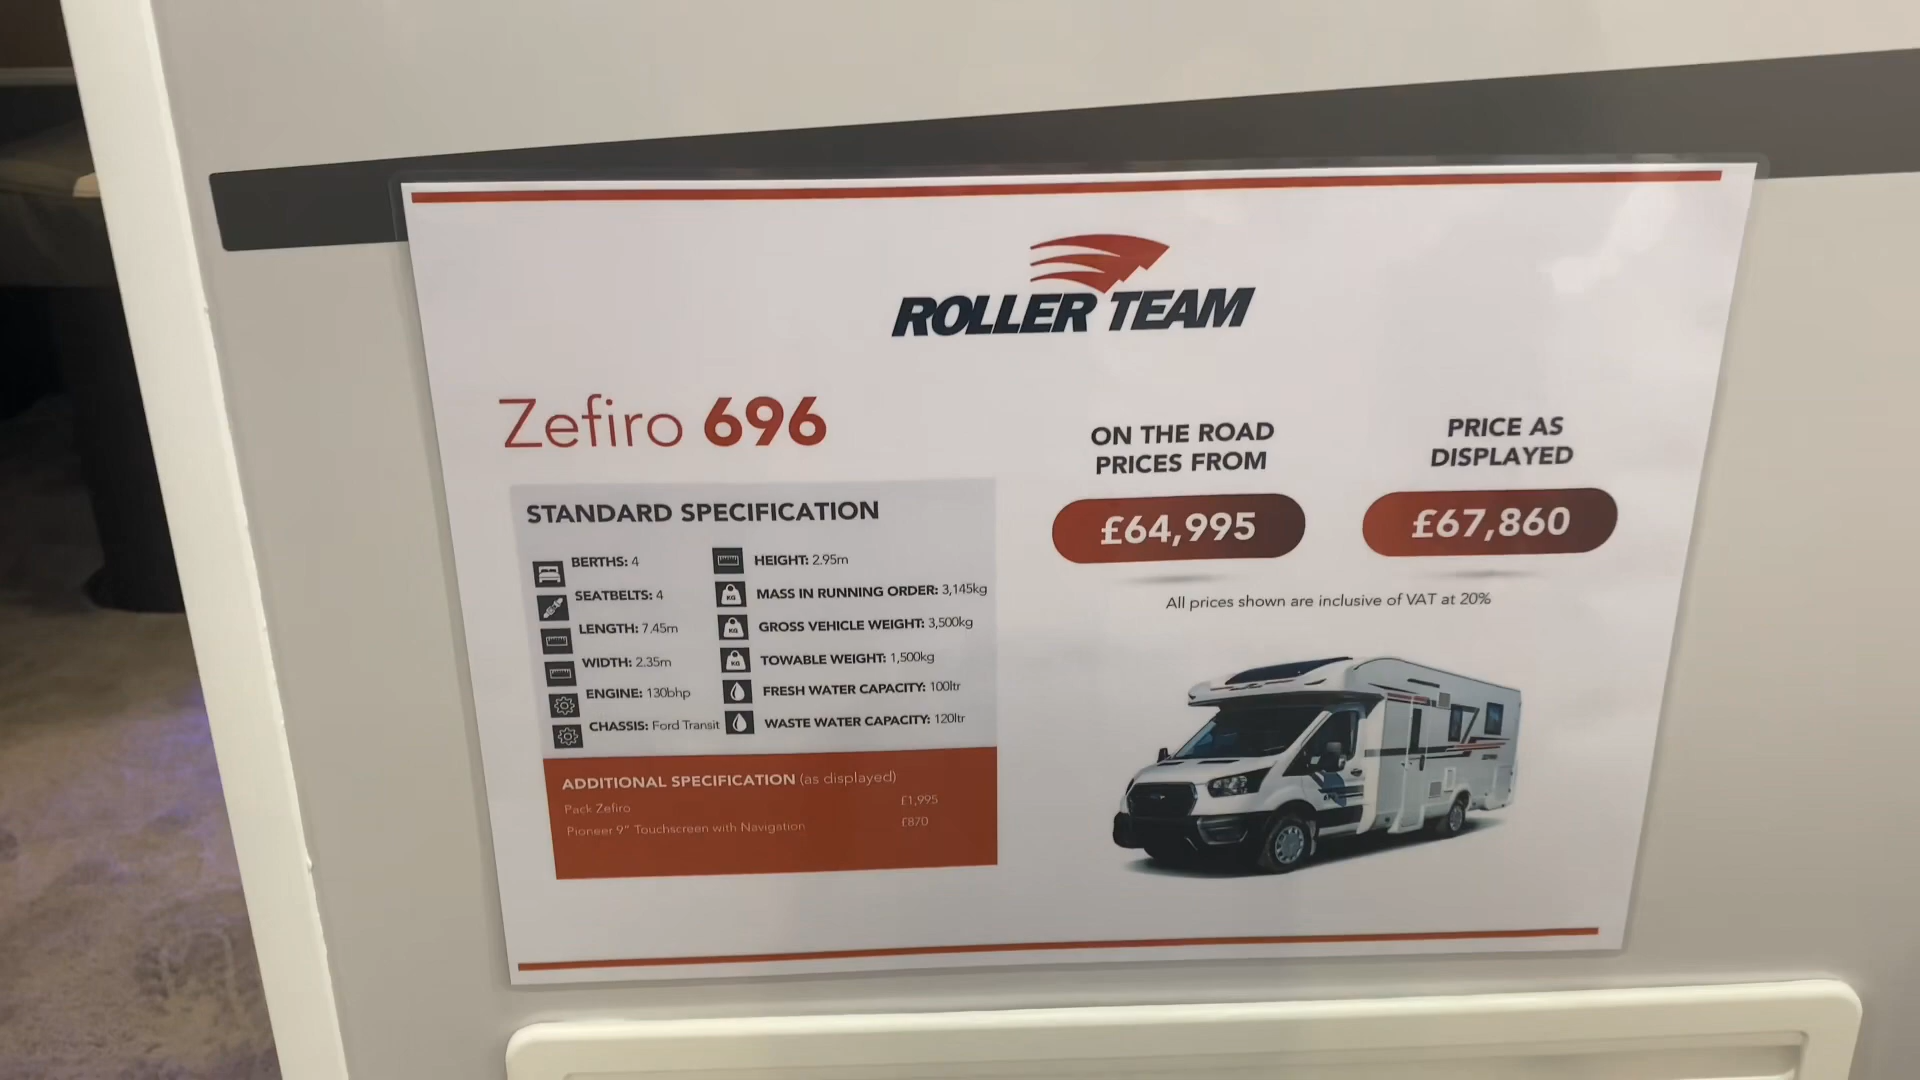 ROLLER TEAM
Zefiro 696
ON THE ROAD
PRICES FROM
£64,995
PRICE AS
DISPLAYED
£67,860
All prices shown are inclusive of VAT at 20%
STANDARD SPECIFICATION
BERTHS: 4
SEATBELTS: 4
LENGTH: 7.45m
WIDTH: 2.35m
ENGINE: 130bhp
CHASSIS: Ford Transit
HEIGHT: 2.95m
MASS IN RUNNING ORDER: 3,145kg
GROSS VEHICLE WEIGHT: 3,500kg
TOWABLE WEIGHT: 1,500kg
FRESH WATER CAPACITY: 100ltr
WASTE WATER CAPACITY: 120ltr
KG
KG
KG
ADDITIONAL SPECIFICATION (as displayed)
Pack Zefiro £1,995
Pioneer 9" Touchscreen with Navigation £870